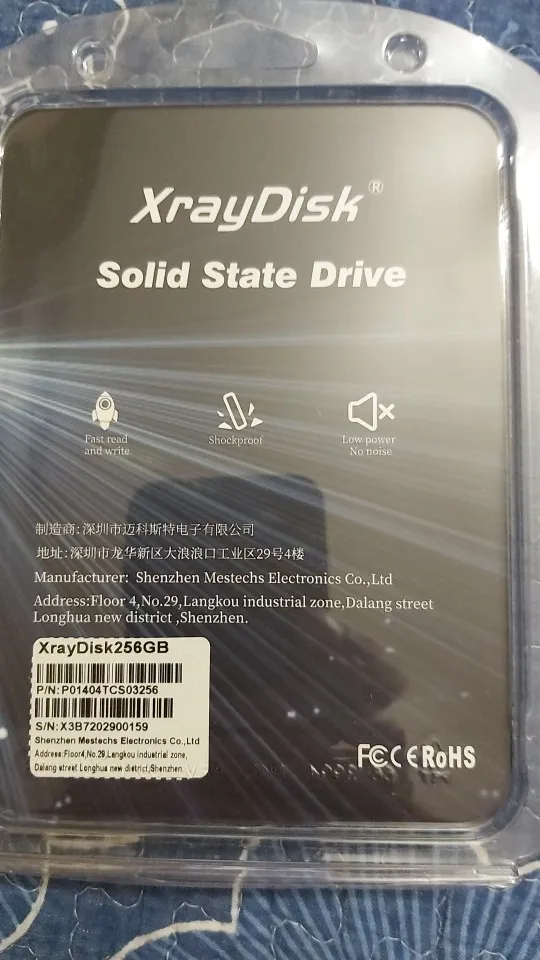 XrayDisk®
Solid State Drive
Fast read
and write
Shockproof
Low power
No noise
制造商:深圳市迈科斯特电子有限公司
地址:深圳市龙华新区大浪浪口工业区29号4楼
Manufacturer: Shenzhen Mestechs Electronics Co.,Ltd
Address:Floor 4,No.29,Langkou industrial zone,Dalang street
Longhua new district ,Shenzhen.
XrayDisk256GB
P/N:P01404TCS03256
S/N:X3B7202900159
Shenzhen Mestechs Electronics Co.,Ltd
Address:Floor4,No.29,Langkou industrial zone,
Dalang street Longhua new district,Shenzhen.
FCC CE RoHS